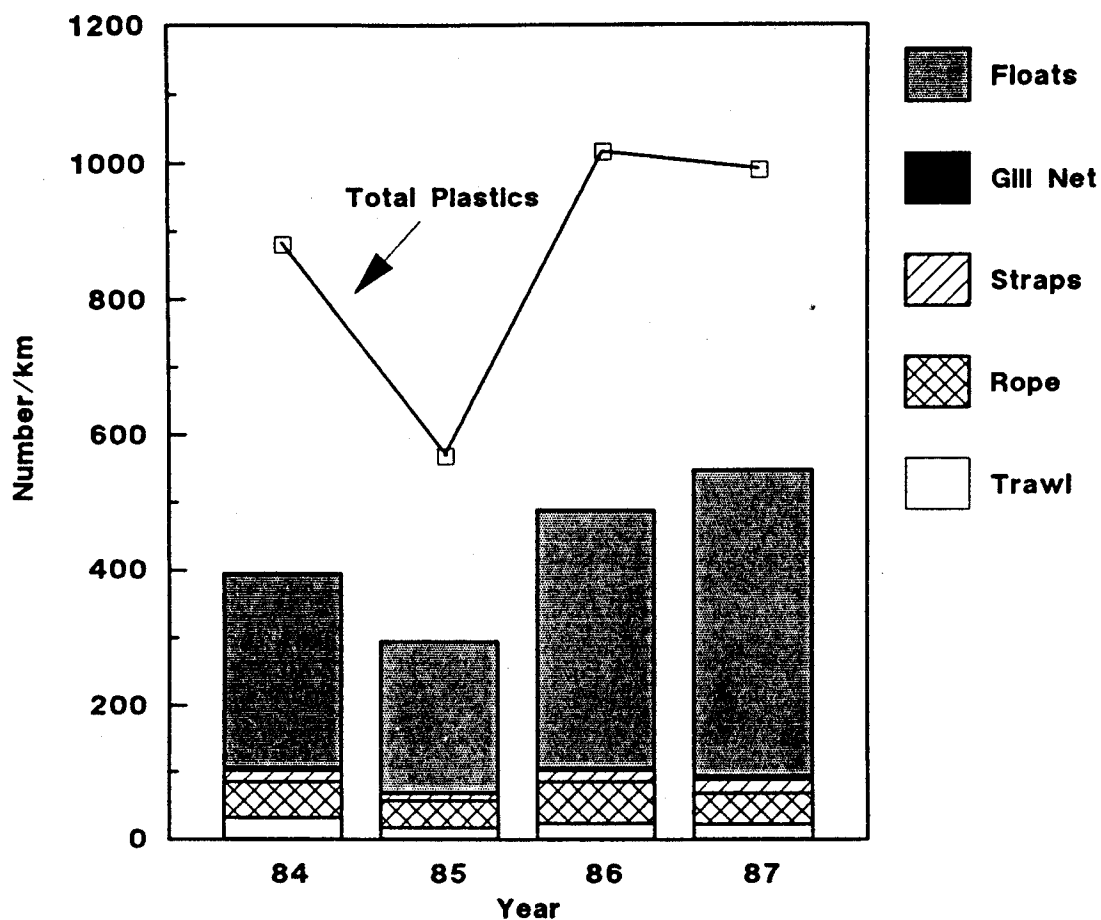 1200
1000
800
600
400
200
0
Number/km
Total Plastics
84 85 86 87
Year
Floats
Gill Net
Straps
Rope
Trawl